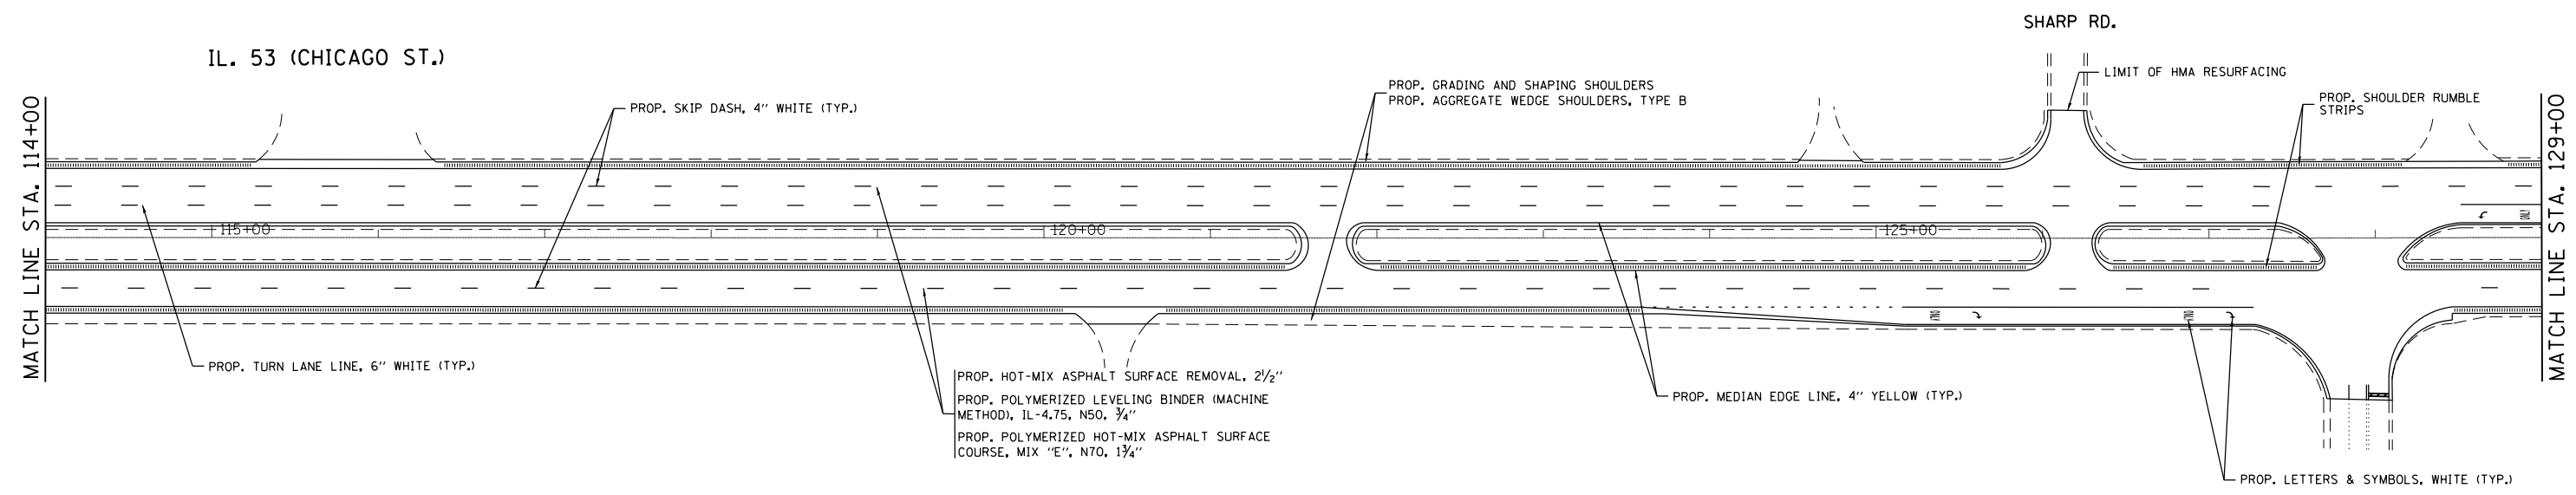 SHARP RD.
IL. 53 (CHICAGO ST.)
LIMIT OF HMA RESURFACING
PROP. GRADING AND SHAPING SHOULDERS
PROP. AGGREGATE WEDGE SHOULDERS, TYPE B
PROP. SKIP DASH, 4" WHITE (TYP.)
PROP. SHOULDER RUMBLE
STRIPS
MATCH LINE STA. 114+00
MATCH LINE STA. 129+00
115+00
120+00
125+00
ONLY
ONLY
ONLY
PROP. TURN LANE LINE, 6" WHITE (TYP.)
PROP. HOT-MIX ASPHALT SURFACE REMOVAL, 2½"
PROP. POLYMERIZED LEVELING BINDER (MACHINE
METHOD), IL-4.75, N50, ¾"
PROP. POLYMERIZED HOT-MIX ASPHALT SURFACE
COURSE, MIX "E", N70, 1¾"
PROP. MEDIAN EDGE LINE, 4" YELLOW (TYP.)
PROP. LETTERS & SYMBOLS, WHITE (TYP.)